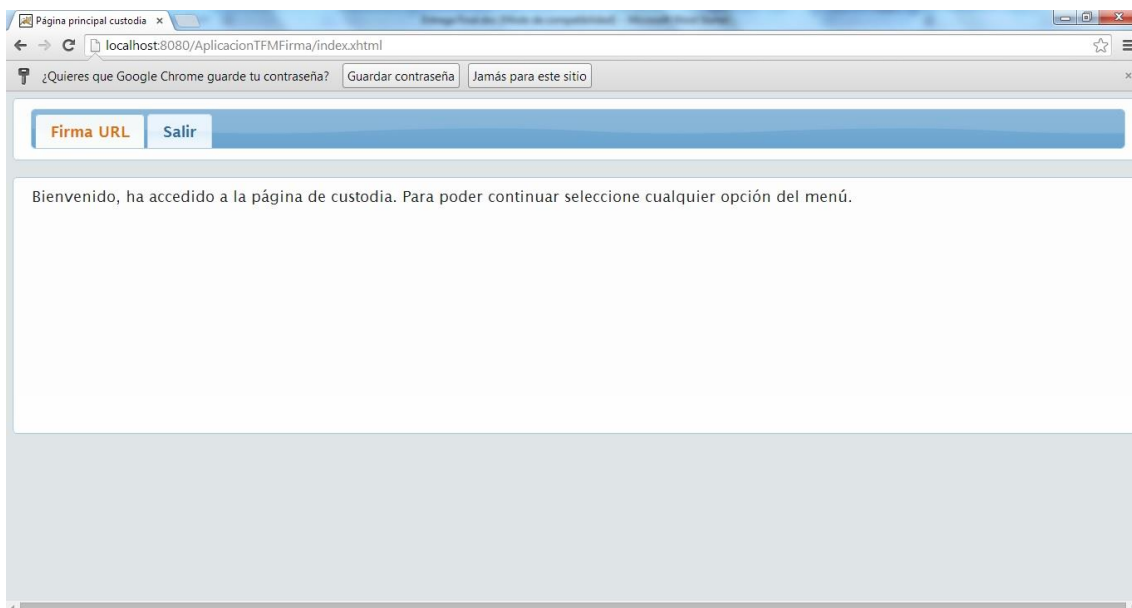 Página principal custodia
localhost:8080/AplicacionTFMFirma/index.xhtml
¿Quieres que Google Chrome guarde tu contraseña? Guardar contraseña Jamás para este sitio
Firma URL Salir
Bienvenido, ha accedido a la página de custodia. Para poder continuar seleccione cualquier opción del menú.